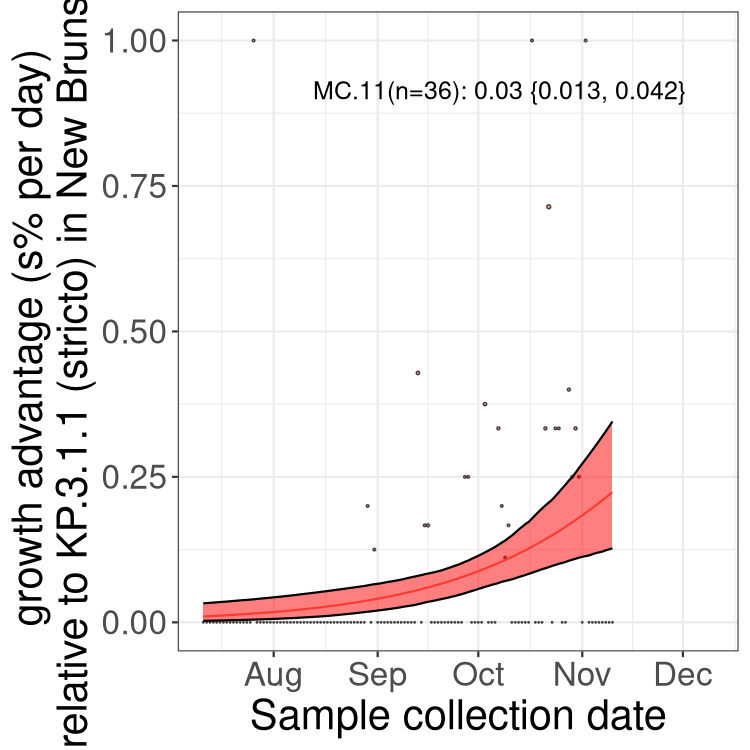 growth advantage (s% per day)
relative to KP.3.1.1 (stricto) in New Bruns
1.00
0.75
0.50
0.25
0.00
MC.11(n=36): 0.03 {0.013, 0.042}
Aug Sep Oct Nov Dec
Sample collection date